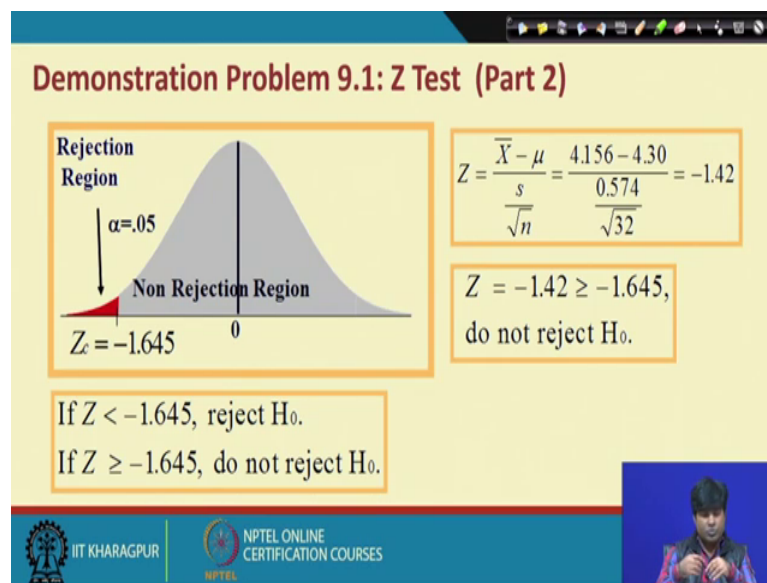 Demonstration Problem 9.1: Z Test (Part 2)
Rejection
Region
α=.05
Non Rejection Region
Zc = −1.645
0
Z = (X̄ − μ) / (s / √n) = (4.156 − 4.30) / (0.574 / √32) = −1.42
Z = −1.42 ≥ −1.645,
do not reject H₀.
If Z < −1.645, reject H₀.
If Z ≥ −1.645, do not reject H₀.
IIT KHARAGPUR
NPTEL
NPTEL ONLINE
CERTIFICATION COURSES